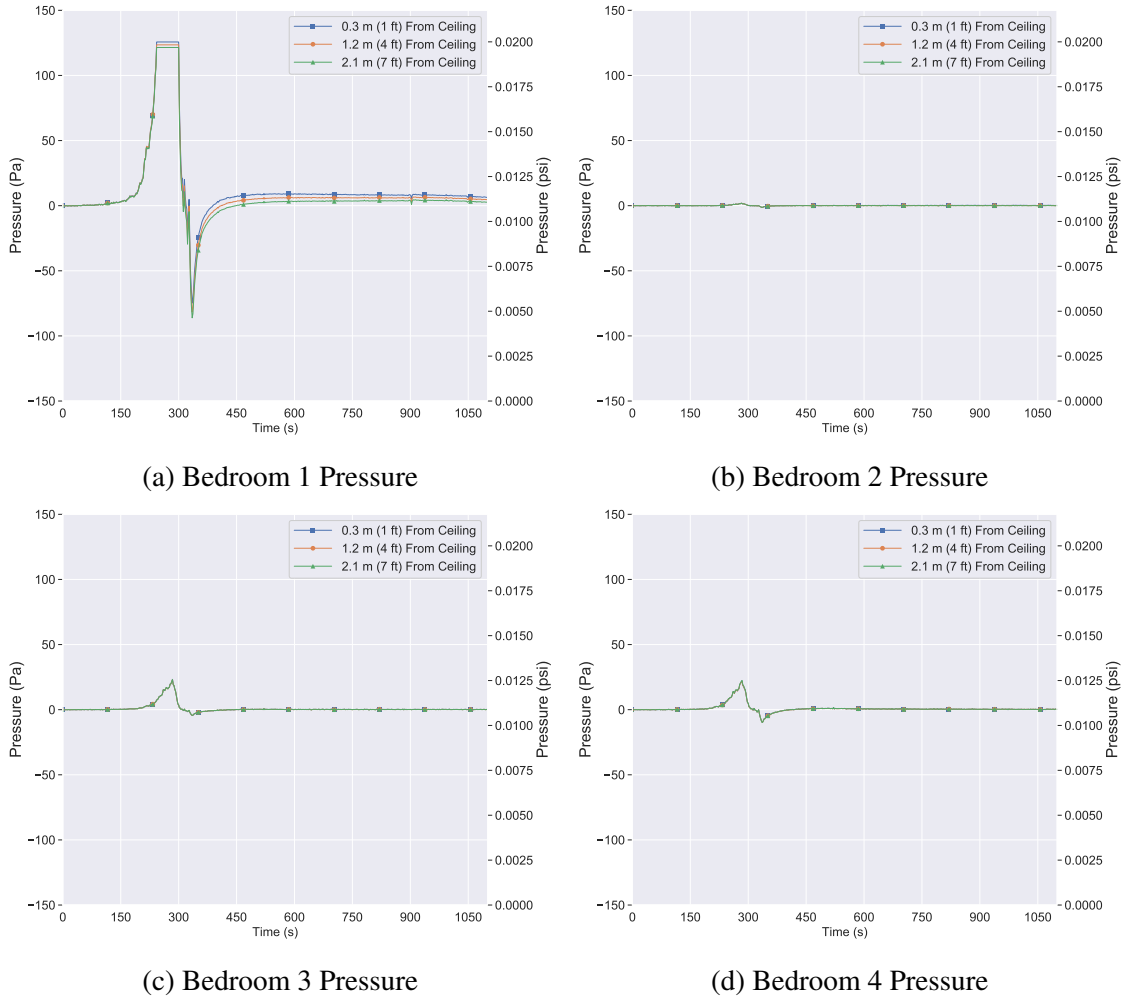 150
100
50
0
−50
−100
−150
Pressure (Pa)
0 150 300 450 600 750 900 1050
Time (s)
0.0200
0.0175
0.0150
0.0125
0.0100
0.0075
0.0050
0.0025
0.0000
Pressure (psi)
0.3 m (1 ft) From Ceiling
1.2 m (4 ft) From Ceiling
2.1 m (7 ft) From Ceiling
(a) Bedroom 1 Pressure
150
100
50
0
−50
−100
−150
Pressure (Pa)
0 150 300 450 600 750 900 1050
Time (s)
0.0200
0.0175
0.0150
0.0125
0.0100
0.0075
0.0050
0.0025
0.0000
Pressure (psi)
0.3 m (1 ft) From Ceiling
1.2 m (4 ft) From Ceiling
2.1 m (7 ft) From Ceiling
(b) Bedroom 2 Pressure
150
100
50
0
−50
−100
−150
Pressure (Pa)
0 150 300 450 600 750 900 1050
Time (s)
0.0200
0.0175
0.0150
0.0125
0.0100
0.0075
0.0050
0.0025
0.0000
Pressure (psi)
0.3 m (1 ft) From Ceiling
1.2 m (4 ft) From Ceiling
2.1 m (7 ft) From Ceiling
(c) Bedroom 3 Pressure
150
100
50
0
−50
−100
−150
Pressure (Pa)
0 150 300 450 600 750 900 1050
Time (s)
0.0200
0.0175
0.0150
0.0125
0.0100
0.0075
0.0050
0.0025
0.0000
Pressure (psi)
0.3 m (1 ft) From Ceiling
1.2 m (4 ft) From Ceiling
2.1 m (7 ft) From Ceiling
(d) Bedroom 4 Pressure